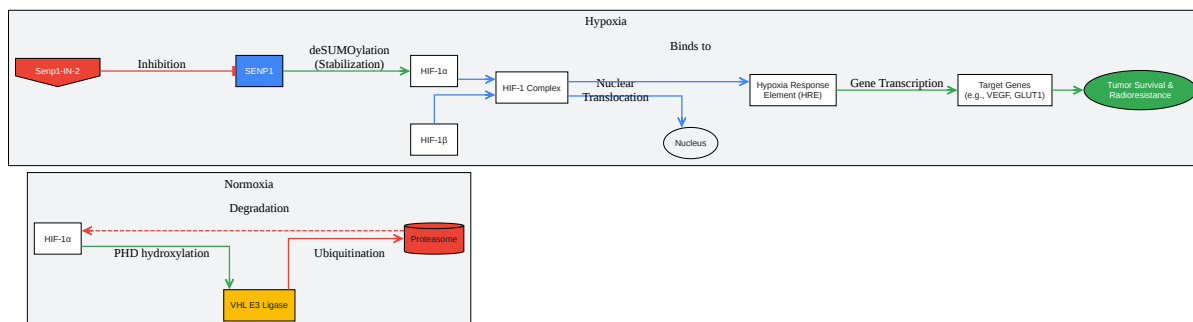 Hypoxia
Binds to
deSUMOylation
(Stabilization)
Inhibition
Senp1-IN-2
SENP1
HIF-1α
HIF-1 Complex
Nuclear
Translocation
Hypoxia Response
Element (HRE)
Gene Transcription
Target Genes
(e.g., VEGF, GLUT1)
Tumor Survival &
Radioresistance
HIF-1β
Nucleus
Normoxia
Degradation
HIF-1α
PHD hydroxylation
Ubiquitination
Proteasome
VHL E3 Ligase